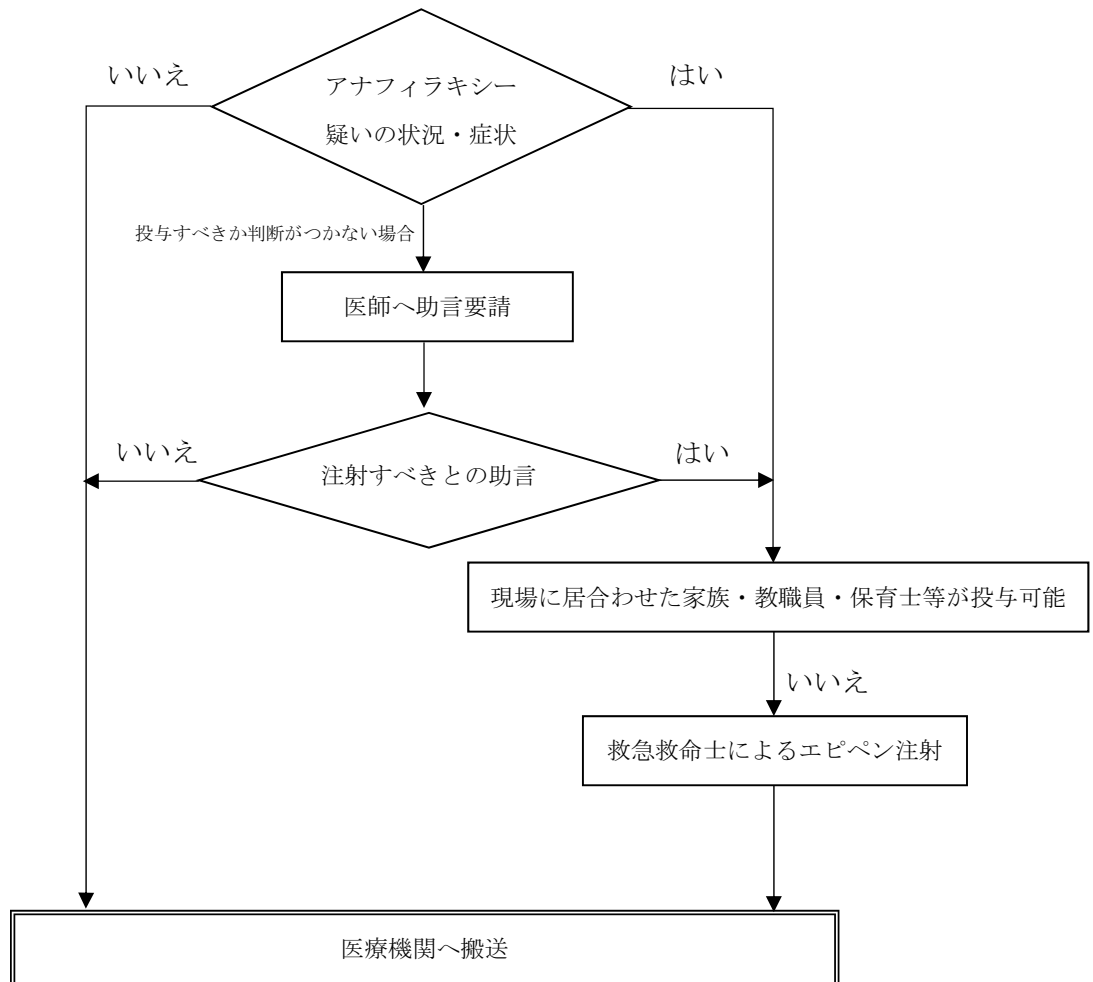 いいえ
はい
アナフィラキシー
疑いの状況・症状
投与すべきか判断がつかない場合
医師へ助言要請
いいえ
はい
注射すべきとの助言
現場に居合わせた家族・教職員・保育士等が投与可能
いいえ
救急救命士によるエピペン注射
医療機関へ搬送